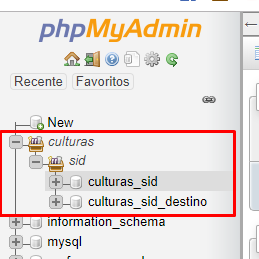 phpMyAdmin
Recente Favoritos
New
culturas
sid
culturas_sid
culturas_sid_destino
information_schema
mysql